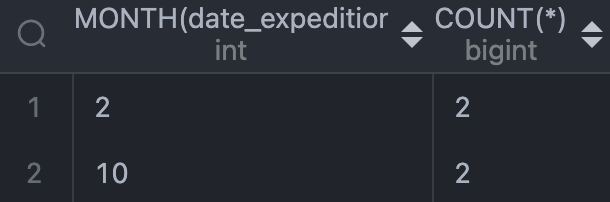 MONTH(date_expeditior COUNT(*)
int bigint
1 2 2
2 10 2